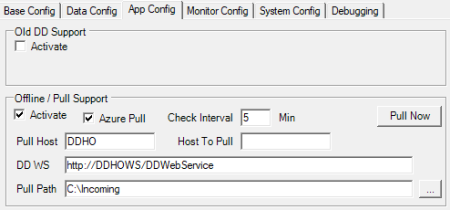 Base Config Data Config App Config Monitor Config System Config Debugging
Old DD Support
Activate
Offline / Pull Support
Activate Azure Pull Check Interval 5 Min Pull Now
Pull Host DDHO Host To Pull
DD WS http://DDHOWS/DDWebService
Pull Path C:\Incoming ...